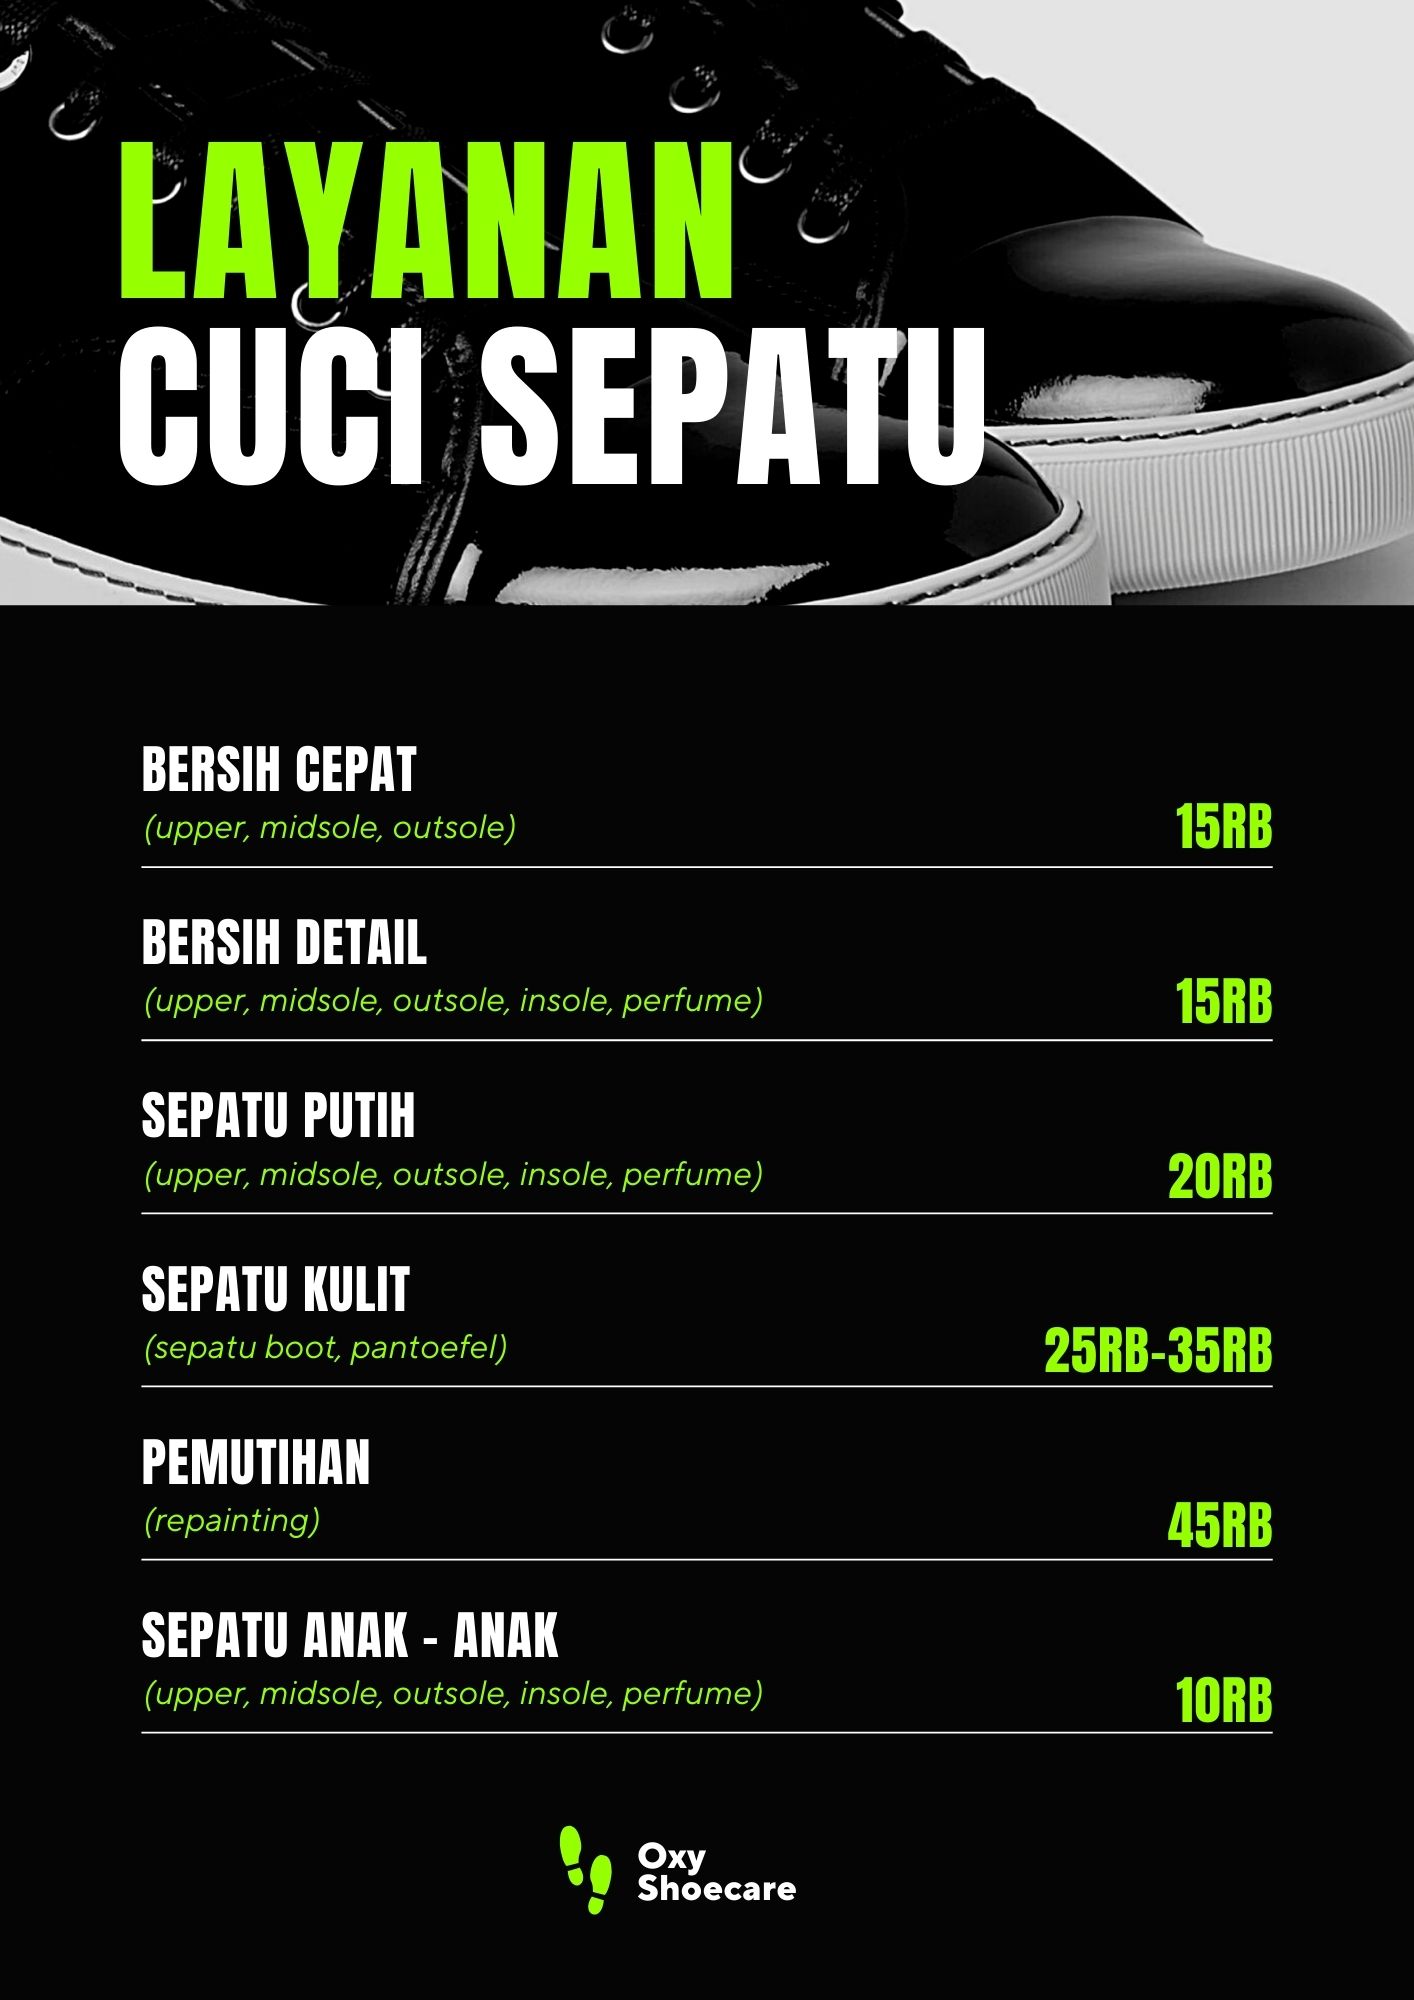 LAYANAN
CUCI SEPATU
BERSIH CEPAT
(upper, midsole, outsole)
15RB
BERSIH DETAIL
(upper, midsole, outsole, insole, perfume)
15RB
SEPATU PUTIH
(upper, midsole, outsole, insole, perfume)
20RB
SEPATU KULIT
(sepatu boot, pantoefel)
25RB-35RB
PEMUTIHAN
(repainting)
45RB
SEPATU ANAK - ANAK
(upper, midsole, outsole, insole, perfume)
10RB
Oxy
Shoecare